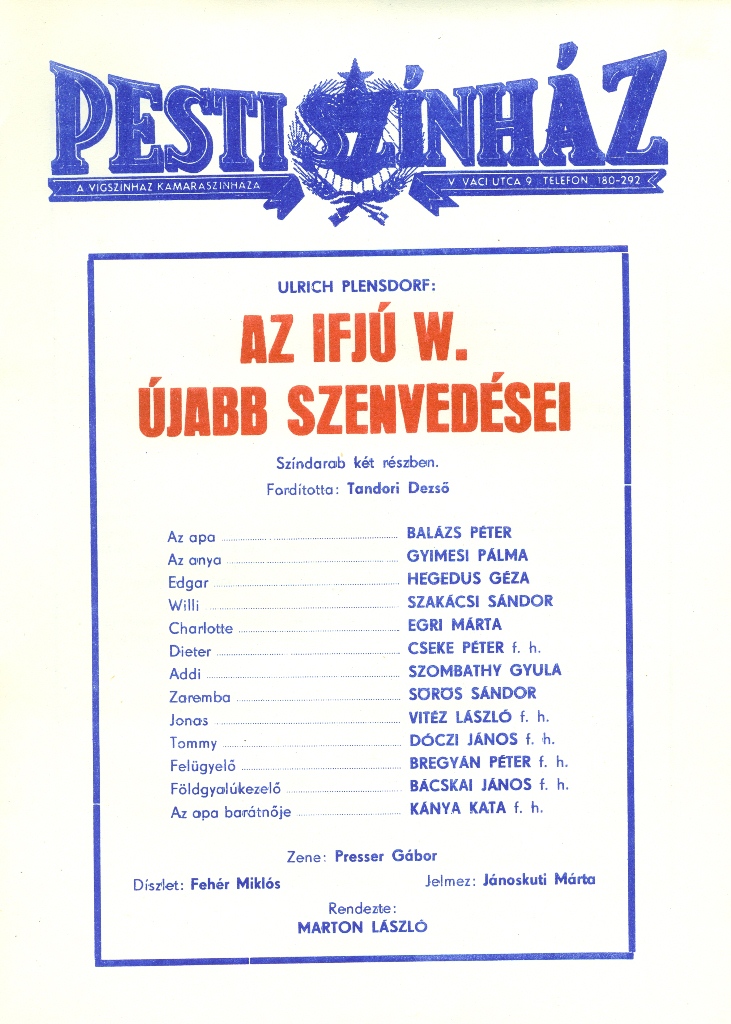 PESTI SZÍNHÁZ
A VIGSZINHAZ KAMARASZINHAZA
V. VACI UTCA 9. TELEFON: 180-292
ULRICH PLENSDORF:
AZ IFJÚ W.
ÚJABB SZENVEDÉSEI
Színdarab két részben.
Fordította: Tandori Dezső
Az apa BALÁZS PÉTER
Az anya GYIMESI PÁLMA
Edgar HEGEDUS GÉZA
Willi SZAKÁCSI SÁNDOR
Charlotte EGRI MÁRTA
Dieter CSEKE PÉTER f. h.
Addi SZOMBATHY GYULA
Zaremba SÖRÖS SÁNDOR
Jonas VITÉZ LÁSZLÓ f. h.
Tommy DÓCZI JÁNOS f. h.
Felügyelő BREGYÁN PÉTER f. h.
Földgyalúkezelő BÁCSKAI JÁNOS f. h.
Az apa barátnője KÁNYA KATA f. h.
Zene: Presser Gábor
Díszlet: Fehér Miklós Jelmez: Jánoskuti Márta
Rendezte:
MARTON LÁSZLÓ